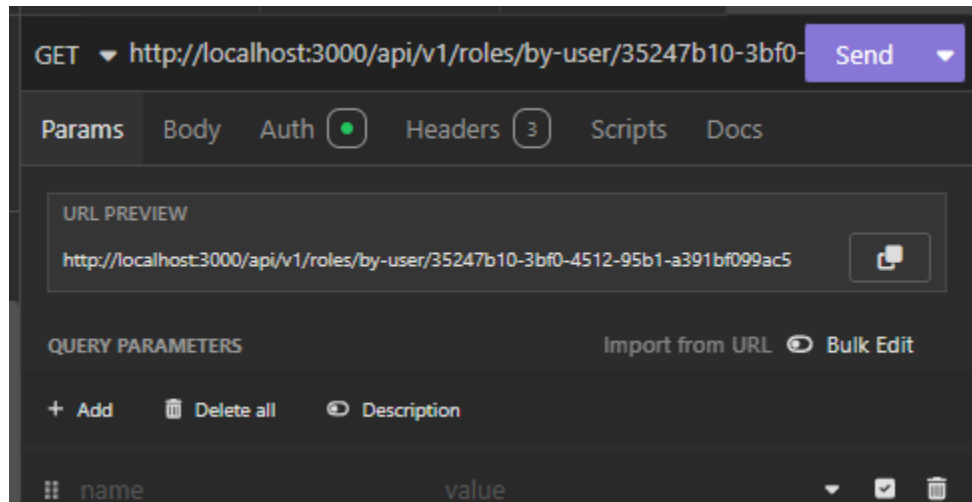 GET http://localhost:3000/api/v1/roles/by-user/35247b10-3bf0- Send
Params Body Auth Headers 3 Scripts Docs
URL PREVIEW
http://localhost:3000/api/v1/roles/by-user/35247b10-3bf0-4512-95b1-a391bf099ac5
QUERY PARAMETERS Import from URL Bulk Edit
+ Add Delete all Description
name value